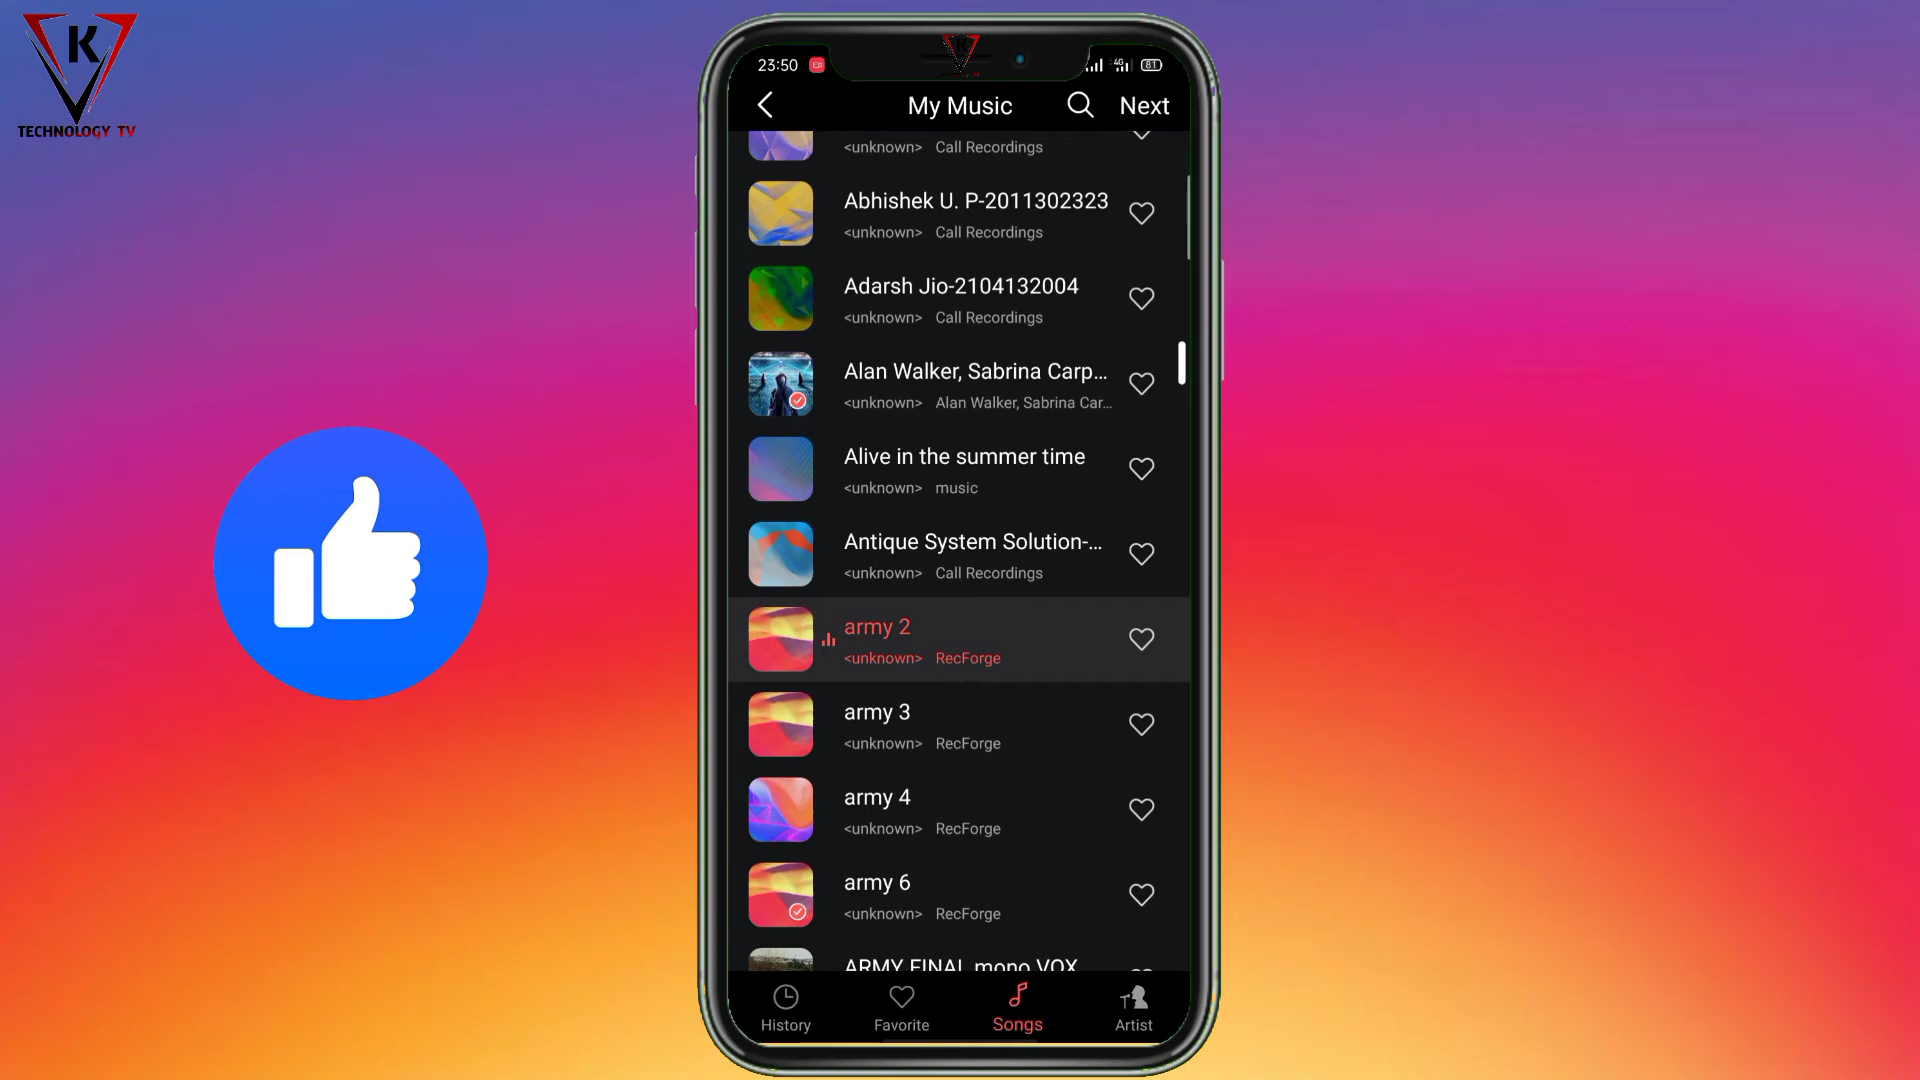 K
TECHNOLOGY TV
23:50
4G
81
My Music
Next
<unknown> Call Recordings
Abhishek U. P-2011302323
<unknown> Call Recordings
Adarsh Jio-2104132004
<unknown> Call Recordings
Alan Walker, Sabrina Carp...
<unknown> Alan Walker, Sabrina Car...
Alive in the summer time
<unknown> music
Antique System Solution-...
<unknown> Call Recordings
army 2
<unknown> RecForge
army 3
<unknown> RecForge
army 4
<unknown> RecForge
army 6
<unknown> RecForge
ARMY FINAL mono VOX
History
Favorite
Songs
Artist